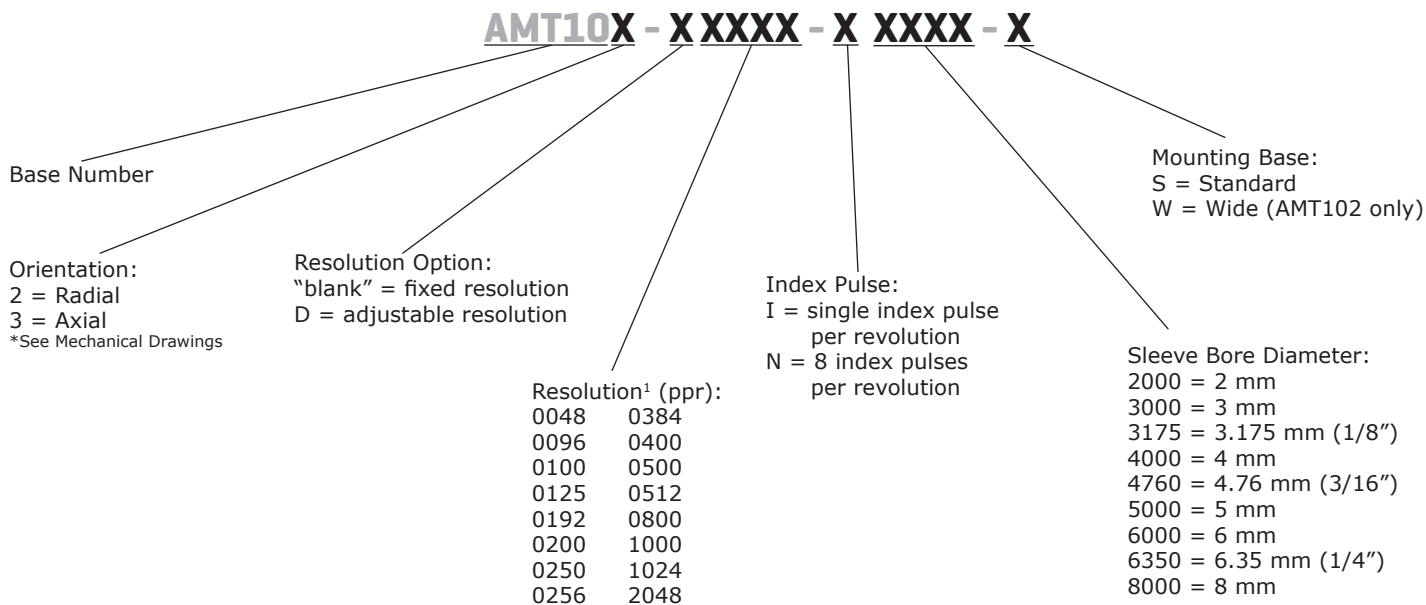 AMT10X - X XXXX - X XXXX - X
Base Number
Orientation:
2 = Radial
3 = Axial
*See Mechanical Drawings
Resolution Option:
“blank” = fixed resolution
D = adjustable resolution
Resolution¹ (ppr):
0048 0384
0096 0400
0100 0500
0125 0512
0192 0800
0200 1000
0250 1024
0256 2048
Index Pulse:
I = single index pulse
per revolution
N = 8 index pulses
per revolution
Sleeve Bore Diameter:
2000 = 2 mm
3000 = 3 mm
3175 = 3.175 mm (1/8”)
4000 = 4 mm
4760 = 4.76 mm (3/16”)
5000 = 5 mm
6000 = 6 mm
6350 = 6.35 mm (1/4”)
8000 = 8 mm
Mounting Base:
S = Standard
W = Wide (AMT102 only)